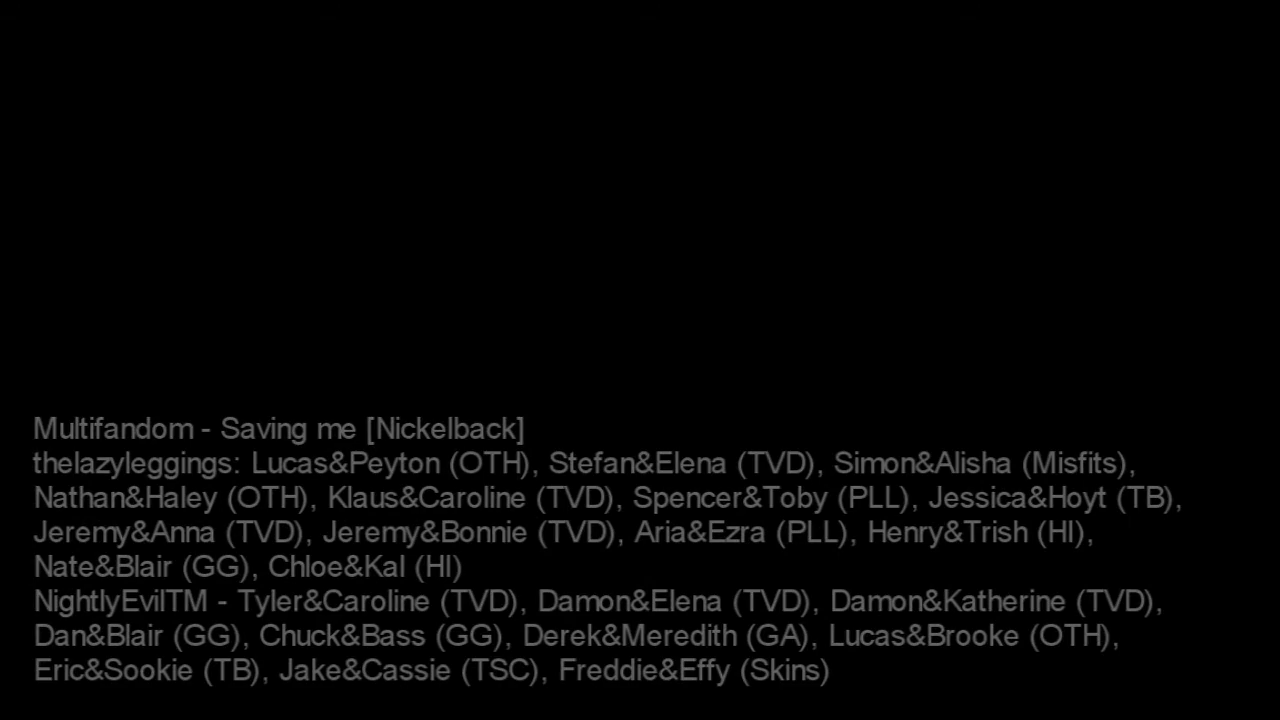 Multifandom - Saving me [Nickelback]
thelazyleggings: Lucas&Peyton (OTH), Stefan&Elena (TVD), Simon&Alisha (Misfits),
Nathan&Haley (OTH), Klaus&Caroline (TVD), Spencer&Toby (PLL), Jessica&Hoyt (TB),
Jeremy&Anna (TVD), Jeremy&Bonnie (TVD), Aria&Ezra (PLL), Henry&Trish (HI),
Nate&Blair (GG), Chloe&Kal (HI)
NightlyEvilTM - Tyler&Caroline (TVD), Damon&Elena (TVD), Damon&Katherine (TVD),
Dan&Blair (GG), Chuck&Bass (GG), Derek&Meredith (GA), Lucas&Brooke (OTH),
Eric&Sookie (TB), Jake&Cassie (TSC), Freddie&Effy (Skins)